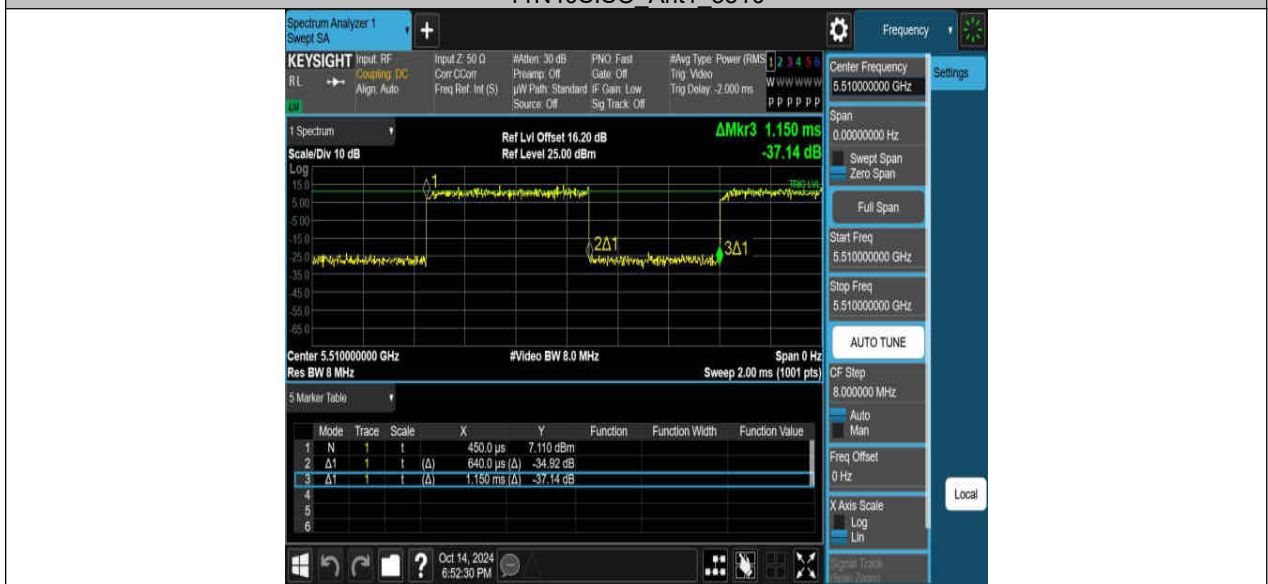 Spectrum Analyzer 1
Swept SA
+
Frequency
KEYSIGHT
RL
Input: RF
Coupling: DC
Align: Auto
Input Z: 50 Ω
Corr CCorr
Freq Ref: Int (S)
#Atten: 30 dB
Preamp: Off
µW Path: Standard
Source: Off
PNO: Fast
Gate: Off
IF Gain: Low
Sig Track: Off
#Avg Type: Power (RMS
Trig: Video
Trig Delay: -2.000 ms
1 2 3 4 5 6
W W W W W W
P P P P P P
1 Spectrum
Scale/Div 10 dB
Ref Lvl Offset 16.20 dB
Ref Level 25.00 dBm
ΔMkr3 1.150 ms
-37.14 dB
Log
15.0
5.00
-5.00
-15.0
-25.0
-35.0
-45.0
-55.0
-65.0
1
2Δ1
3Δ1
TRIG LVL
Center 5.510000000 GHz
Res BW 8 MHz
#Video BW 8.0 MHz
Span 0 Hz
Sweep 2.00 ms (1001 pts)
5 Marker Table
Mode Trace Scale X Y Function Function Width Function Value
1 N 1 t 450.0 µs 7.110 dBm
2 Δ1 1 t (Δ) 640.0 µs (Δ) -34.92 dB
3 Δ1 1 t (Δ) 1.150 ms (Δ) -37.14 dB
4
5
6
Center Frequency
5.510000000 GHz
Settings
Span
0.00000000 Hz
Swept Span
Zero Span
Full Span
Start Freq
5.510000000 GHz
Stop Freq
5.510000000 GHz
AUTO TUNE
CF Step
8.000000 MHz
Auto
Man
Freq Offset
0 Hz
X Axis Scale
Log
Lin
Signal Track
(Span Zoom)
Local
?
Oct 14, 2024
6:52:30 PM